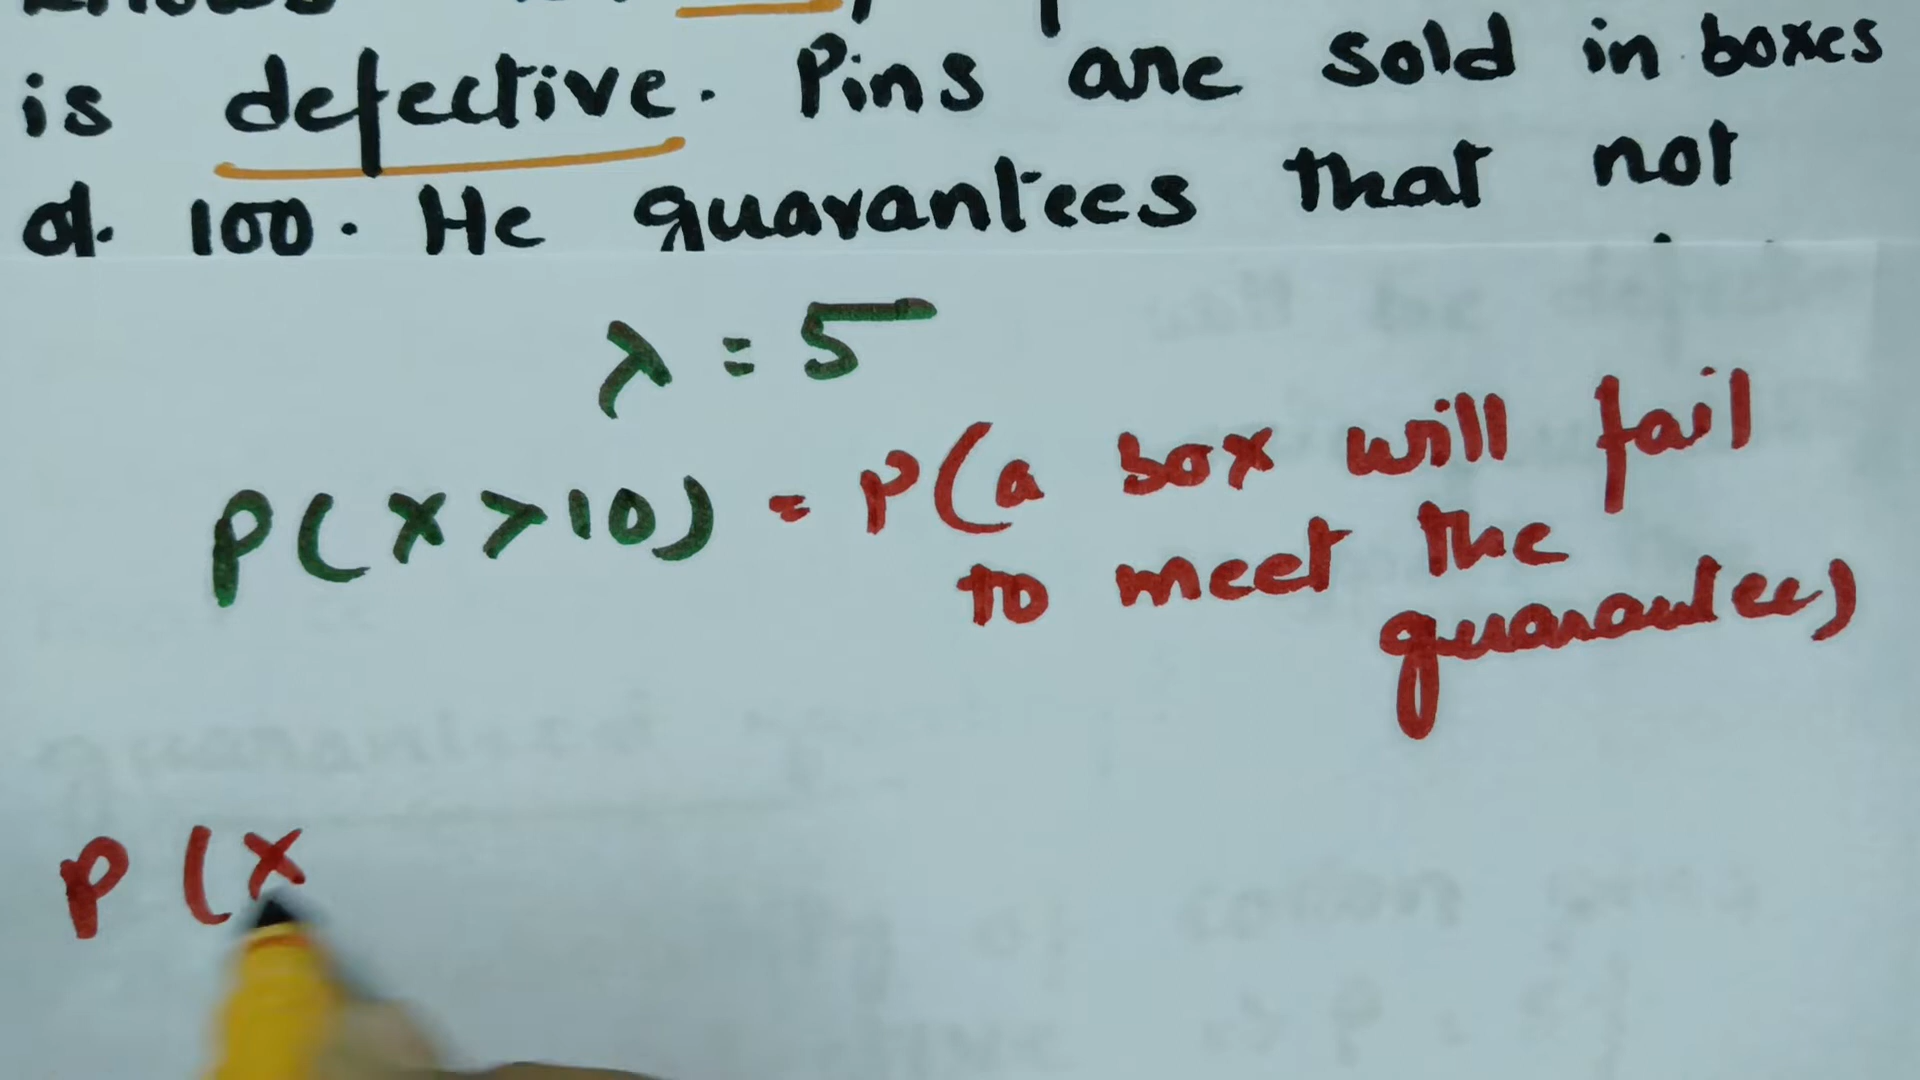 is defective. Pins are sold in boxes
of 100. He guarantees that not
λ = 5
P(x>10) = P(a box will fail
to meet the
guarantee)
P(x